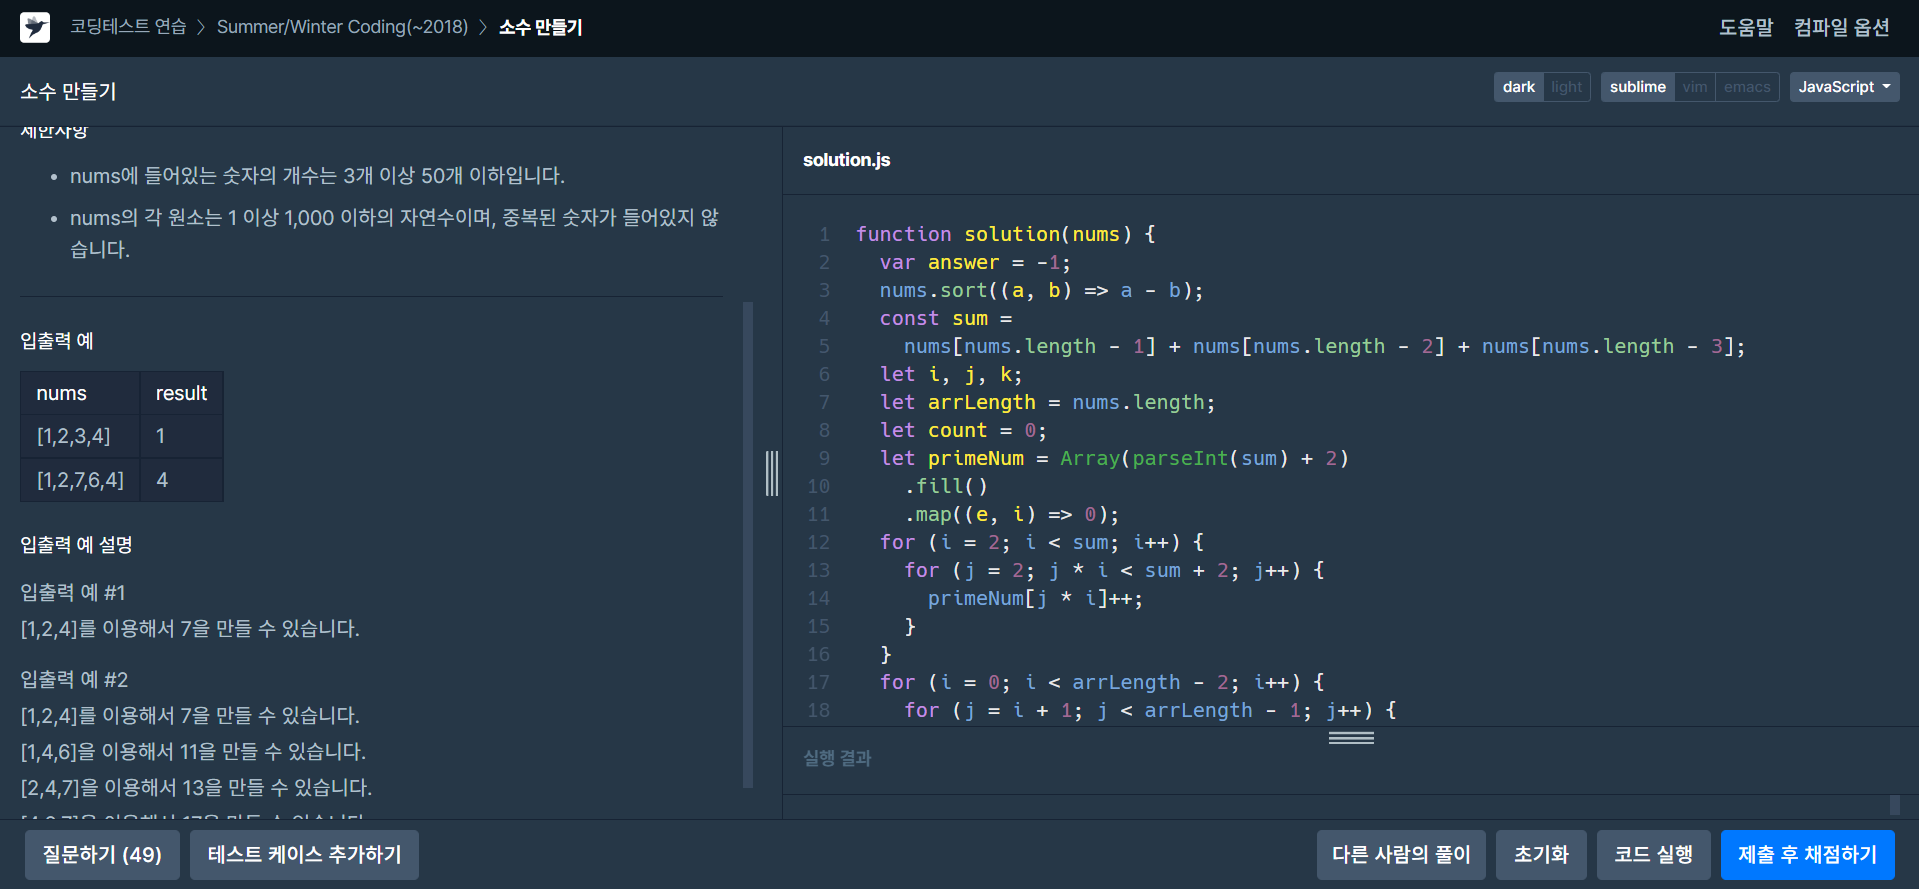 코딩테스트 연습 > Summer/Winter Coding(~2018) > 소수 만들기
도움말 컴파일 옵션
소수 만들기
dark light sublime vim emacs JavaScript
제한사항
• nums에 들어있는 숫자의 개수는 3개 이상 50개 이하입니다.
• nums의 각 원소는 1 이상 1,000 이하의 자연수이며, 중복된 숫자가 들어있지 않
습니다.
입출력 예
nums result
[1,2,3,4] 1
[1,2,7,6,4] 4
입출력 예 설명
입출력 예 #1
[1,2,4]를 이용해서 7을 만들 수 있습니다.
입출력 예 #2
[1,2,4]를 이용해서 7을 만들 수 있습니다.
[1,4,6]을 이용해서 11을 만들 수 있습니다.
[2,4,7]을 이용해서 13을 만들 수 있습니다.
solution.js
1 function solution(nums) {
2   var answer = -1;
3   nums.sort((a, b) => a - b);
4   const sum =
5     nums[nums.length - 1] + nums[nums.length - 2] + nums[nums.length - 3];
6   let i, j, k;
7   let arrLength = nums.length;
8   let count = 0;
9   let primeNum = Array(parseInt(sum) + 2)
10     .fill()
11     .map((e, i) => 0);
12   for (i = 2; i < sum; i++) {
13     for (j = 2; j * i < sum + 2; j++) {
14       primeNum[j * i]++;
15     }
16   }
17   for (i = 0; i < arrLength - 2; i++) {
18     for (j = i + 1; j < arrLength - 1; j++) {
실행 결과
질문하기 (49) 테스트 케이스 추가하기
다른 사람의 풀이 초기화 코드 실행 제출 후 채점하기